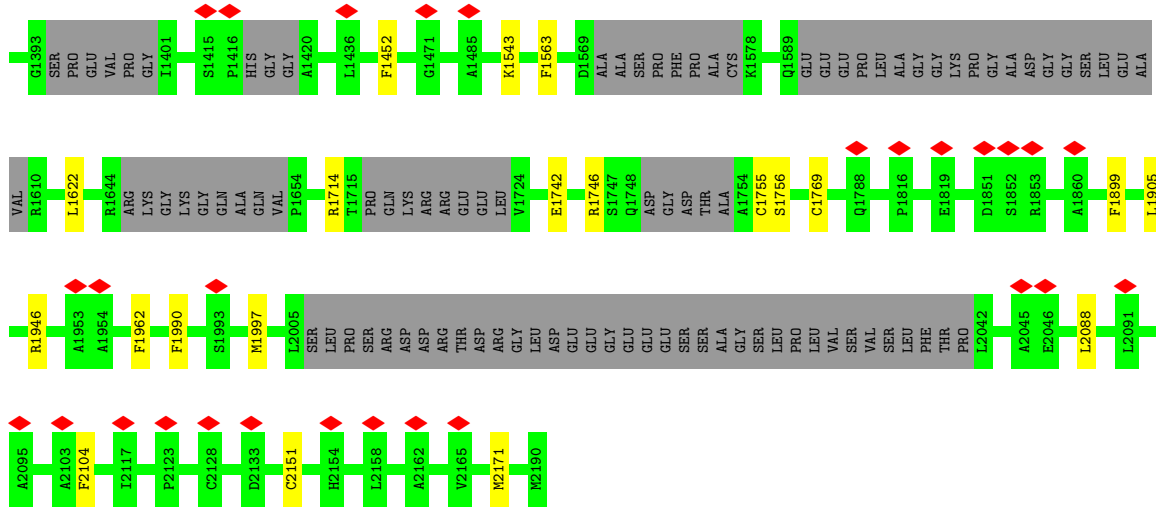 G1393 SER PRO GLU VAL PRO GLY I1401 S1415 P1416 HIS GLY GLY A1420 L1436 F1452 G1471 A1485 K1543 F1563 D1569 ALA ALA SER PRO PHE PRO ALA CYS K1578 Q1589 GLU GLU GLU PRO LEU ALA GLY GLY LYS PRO GLY ALA ASP GLY GLY SER LEU GLU ALA
VAL R1610 L1622 R1644 ARG LYS GLY LYS GLY GLN ALA GLN VAL P1654 R1714 T1715 PRO GLN LYS ARG ARG GLU GLU LEU V1724 E1742 R1746 S1747 Q1748 ASP GLY ASP THR ALA A1754 C1755 S1756 C1769 Q1788 P1816 E1819 D1851 S1852 R1853 A1860 F1899 L1905
R1946 A1953 A1954 F1962 F1990 S1993 M1997 L2005 SER LEU PRO SER ARG ASP ASP ARG THR ASP ARG GLY LEU ASP GLU GLU GLY GLU GLU GLU SER SER ALA GLY SER LEU PRO LEU VAL SER VAL SER LEU PHE THR PRO L2042 A2045 E2046 L2088 L2091
A2095 A2103 F2104 I2117 P2123 C2128 D2133 C2151 H2154 L2158 A2162 V2165 M2171 M2190